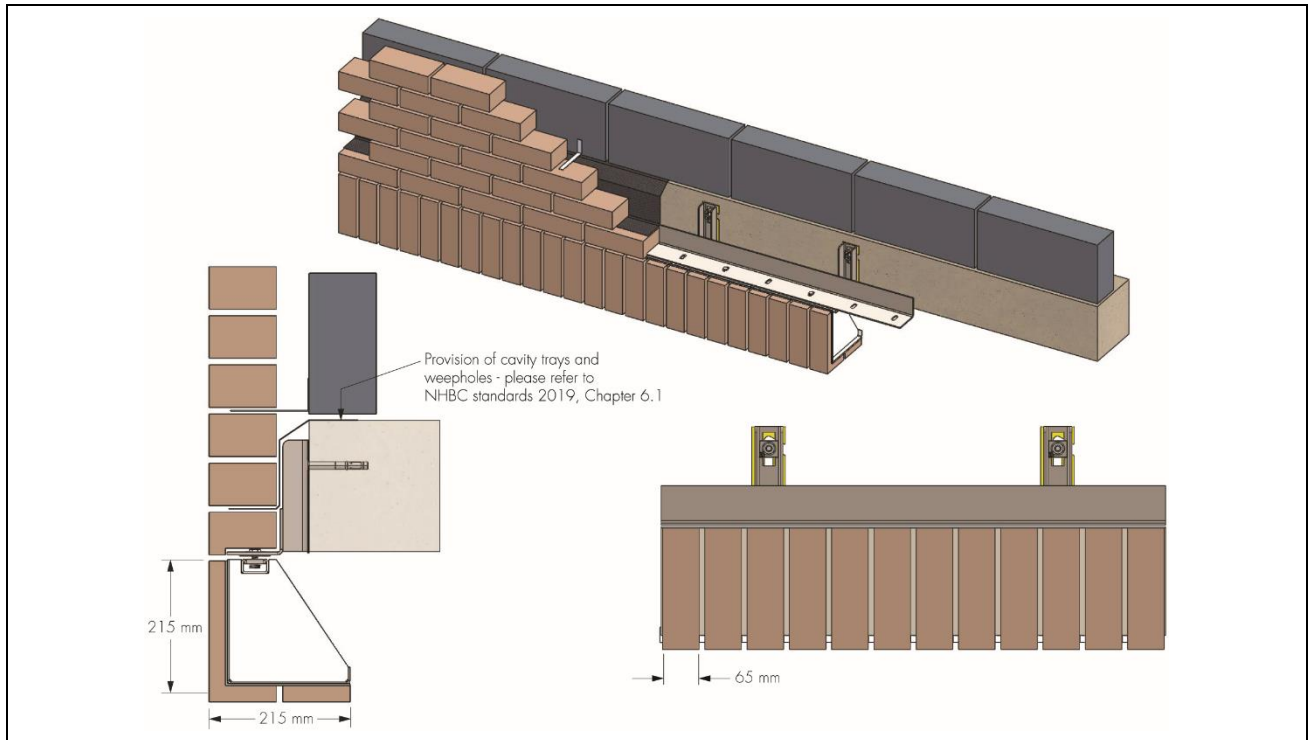 Provision of cavity trays and
weepholes - please refer to
NHBC standards 2019, Chapter 6.1
215 mm
215 mm
65 mm